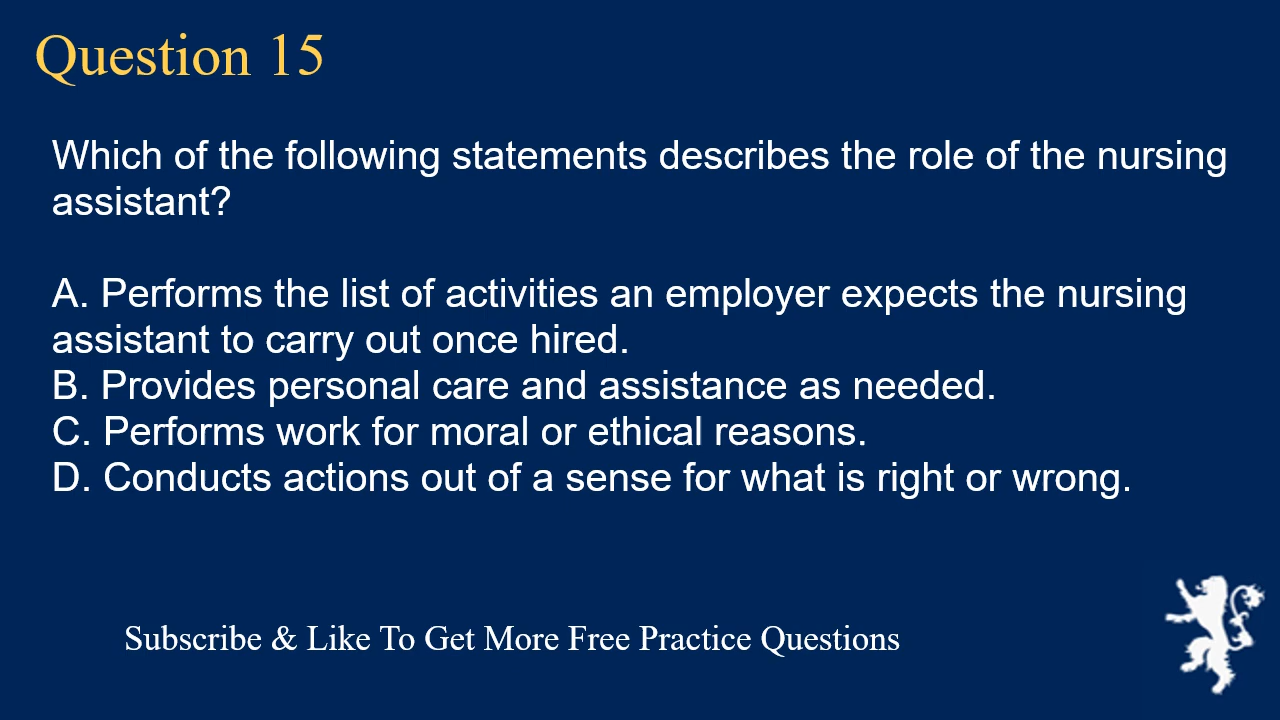 Question 15
Which of the following statements describes the role of the nursing
assistant?
A. Performs the list of activities an employer expects the nursing
assistant to carry out once hired.
B. Provides personal care and assistance as needed.
C. Performs work for moral or ethical reasons.
D. Conducts actions out of a sense for what is right or wrong.
Subscribe & Like To Get More Free Practice Questions